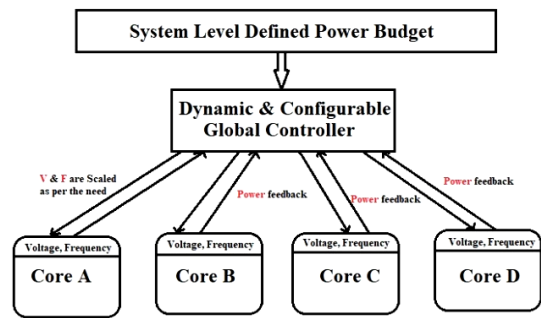 System Level Defined Power Budget
Dynamic & Configurable
Global Controller
V & F are Scaled
as per the need
Power feedback
Power feedback
Power feedback
Voltage, Frequency
Voltage, Frequency
Voltage, Frequency
Voltage, Frequency
Core A
Core B
Core C
Core D